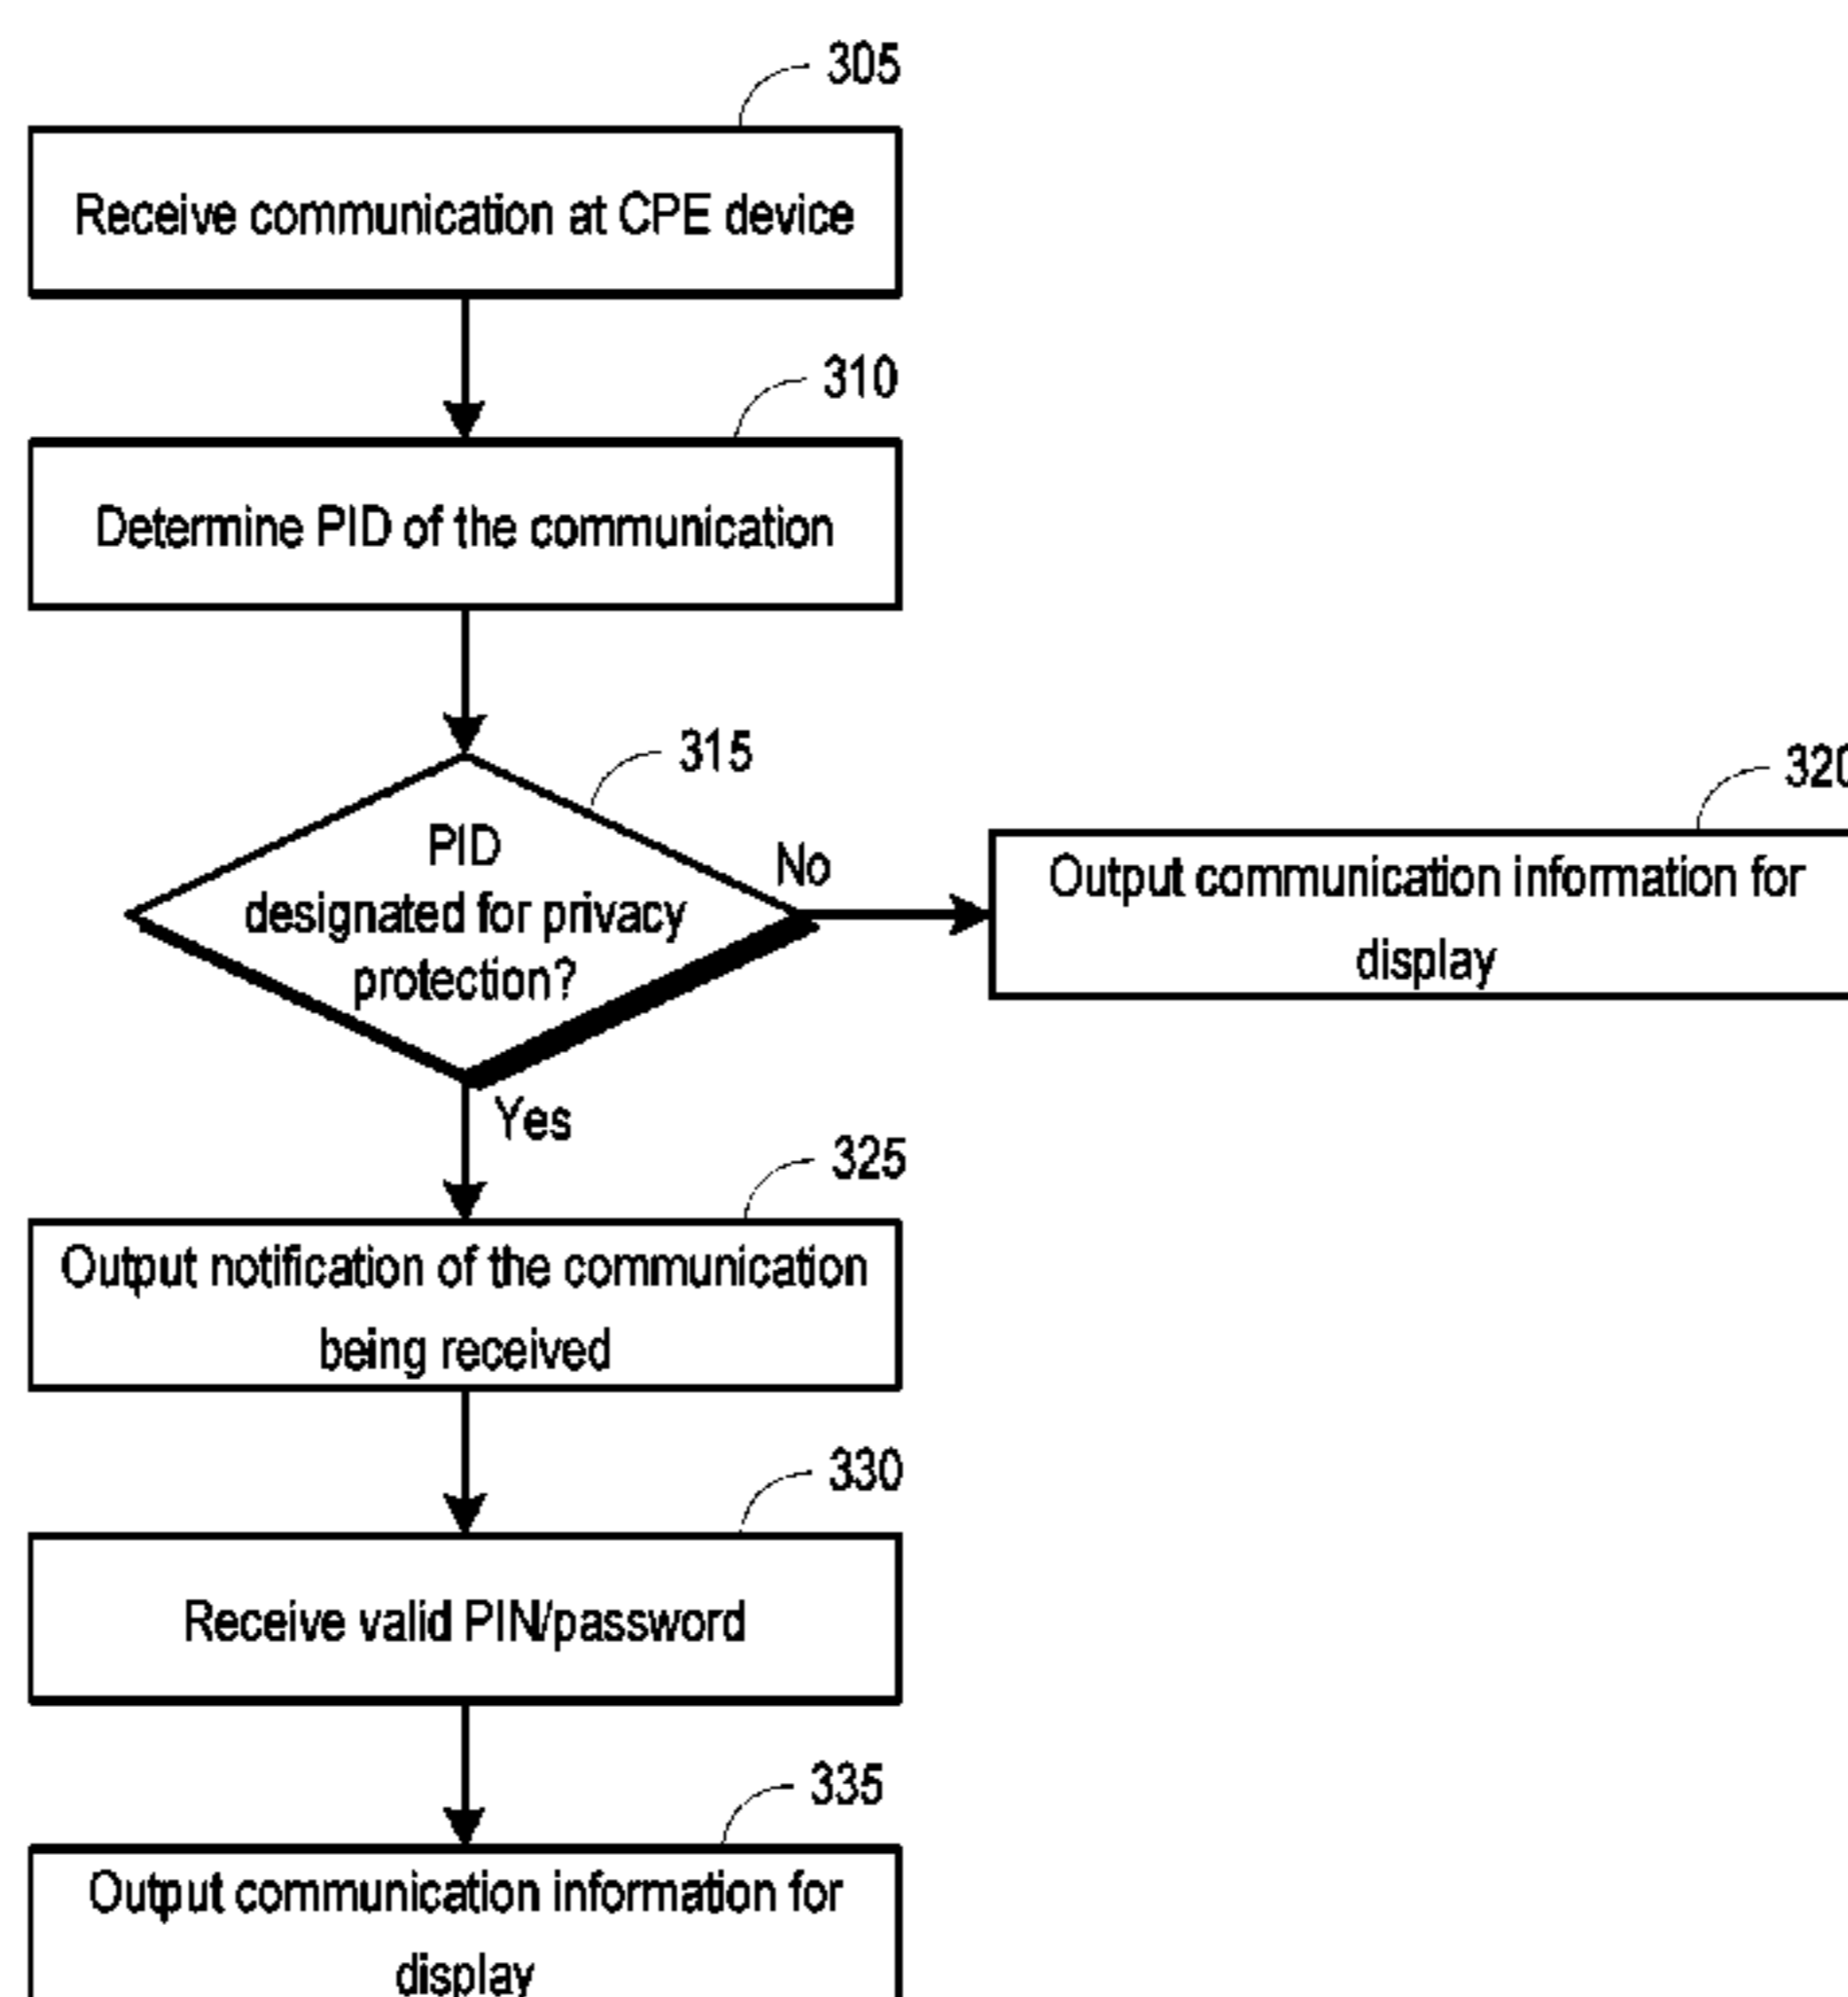 305
Receive communication at CPE device
310
Determine PID of the communication
315
PID
designated for privacy
protection?
No
320
Output communication information for
display
Yes
325
Output notification of the communication
being received
330
Receive valid PIN/password
335
Output communication information for
display